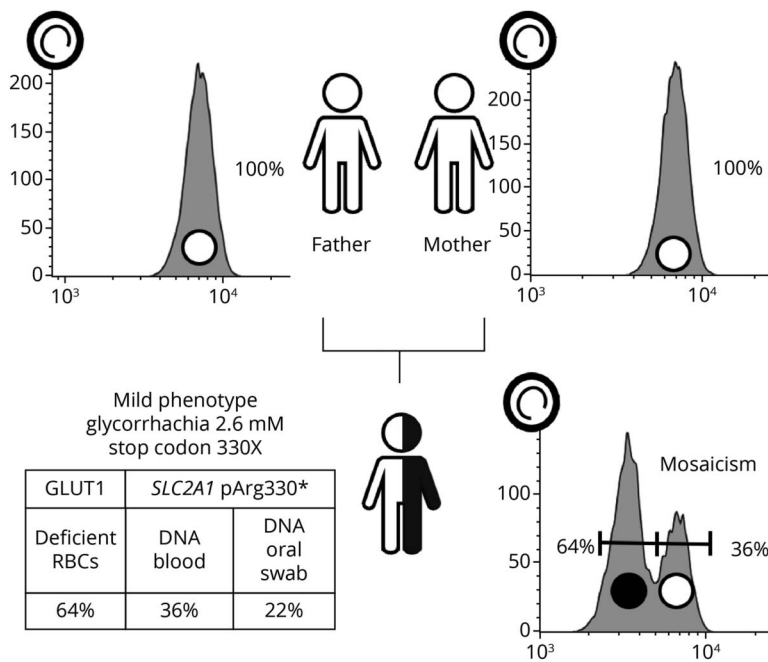 200
150
100
50
0
10³
10⁴
100%
Father
Mother
200
150
100
50
0
10³
10⁴
100%
Mild phenotype
glycorrhachia 2.6 mM
stop codon 330X
GLUT1
SLC2A1 pArg330*
Deficient
RBCs
DNA
blood
DNA
oral
swab
64%
36%
22%
Mosaicism
100
50
0
64%
36%
10³
10⁴